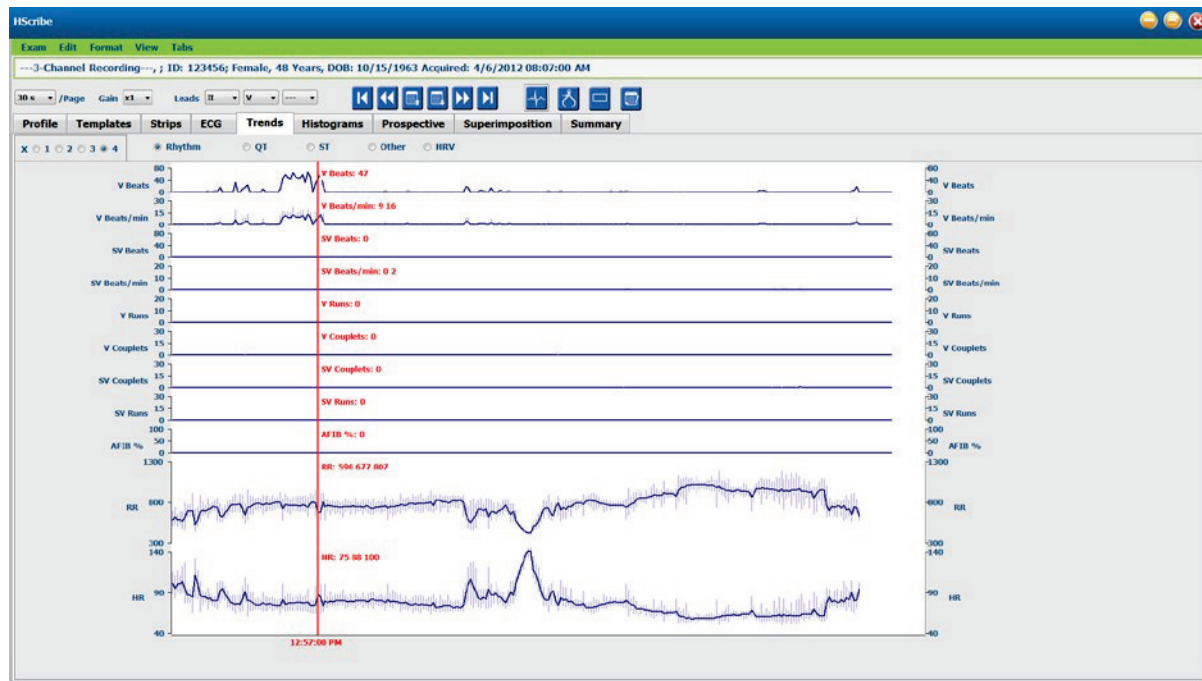 HScribe
Exam Edit Format View Tabs
---3-Channel Recording---, ; ID: 123456; Female, 48 Years, DOB: 10/15/1963 Acquired: 4/6/2012 08:07:00 AM
30 s /Page Gain x1 Leads II V ---
Profile Templates Strips ECG Trends Histograms Prospective Superimposition Summary
X 1 2 3 4 Rhythm QT ST Other HRV
80
V Beats 40 V Beats: 47 40 V Beats
0 0
30 30
V Beats/min 15 V Beats/min: 9 16 15 V Beats/min
0 0
80 80
SV Beats 40 SV Beats: 0 40 SV Beats
0 0
20 20
SV Beats/min 10 SV Beats/min: 0 2 10 SV Beats/min
0 0
20 20
V Runs 10 V Runs: 0 10 V Runs
0 0
30 30
V Couplets 15 V Couplets: 0 15 V Couplets
0 0
30 30
SV Couplets 15 SV Couplets: 0 15 SV Couplets
0 0
30 30
SV Runs 15 SV Runs: 0 15 SV Runs
0 0
100 100
AFIB % 50 AFIB %: 0 50 AFIB %
0 0
1300 1300
RR: 596 677 807
RR 800 800 RR
300 300
140 140
HR: 75 88 100
HR 90 90 HR
40 40
12:57:00 PM